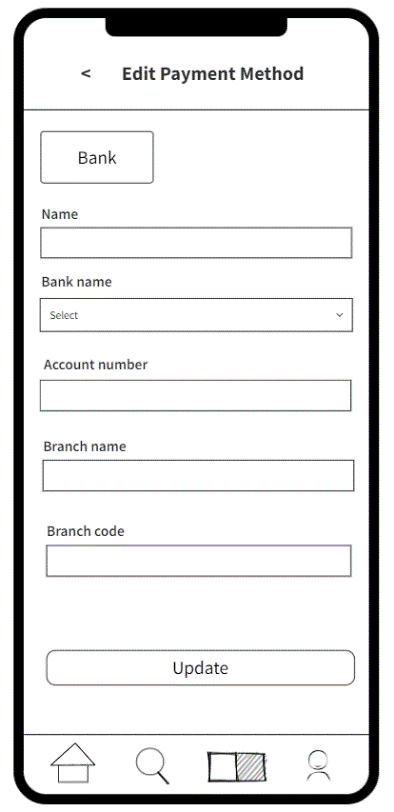 < Edit Payment Method
Bank
Name
Bank name
Select
Account number
Branch name
Branch code
Update